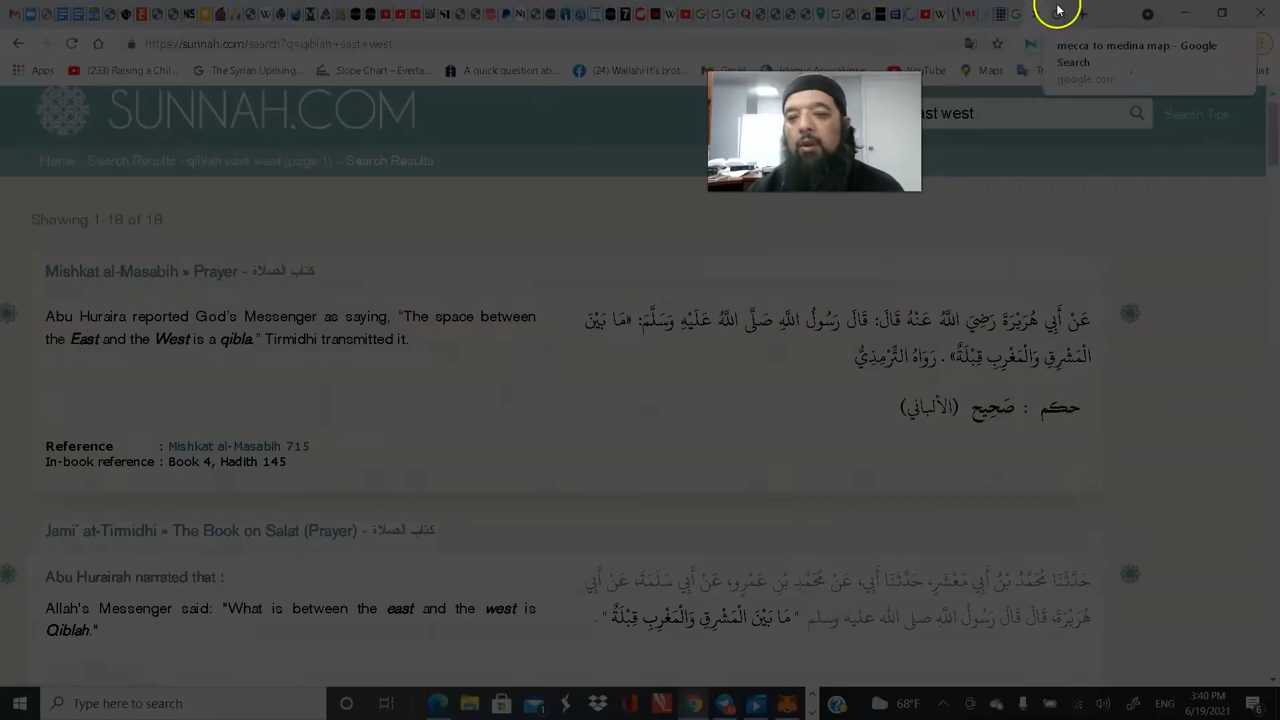 mecca to medina map - Google
Search
google.com
https://sunnah.com/search?q=qiblah+east+west
Apps
(233) Raising a Chil...
The Syrian Uprising...
Slope Chart – Everla...
A quick question ab...
(24) Wallahi it's brot...
Gmail
Islamic Apocalypse...
YouTube
Maps
SUNNAH.COM
east west
Search Tips
Home » Search Results - qiblah east west (page 1) » Search Results
Showing 1-18 of 18
Mishkat al-Masabih » Prayer - كتاب الصلاة
Abu Huraira reported God's Messenger as saying, "The space between
the East and the West is a qibla." Tirmidhi transmitted it.
عَنْ أَبِي هُرَيْرَةَ رَضِيَ اللَّهُ عَنْهُ قَالَ: قَالَ رَسُولُ اللَّهِ صَلَّى اللَّهُ عَلَيْهِ وَسَلَّمَ: «مَا بَيْنَ
الْمَشْرِقِ وَالْمَغْرِبِ قِبْلَةٌ» . رَوَاهُ التِّرْمِذِيُّ
حكم : صَحِيح (الألباني)
Reference : Mishkat al-Masabih 715
In-book reference : Book 4, Hadith 145
Jami` at-Tirmidhi » The Book on Salat (Prayer) - كتاب الصلاة
Abu Hurairah narrated that :
Allah's Messenger said: "What is between the east and the west is
Qiblah."
حَدَّثَنَا مُحَمَّدُ بْنُ أَبِي مَعْشَرٍ، حَدَّثَنَا أَبِي، عَنْ مُحَمَّدِ بْنِ عَمْرٍو، عَنْ أَبِي سَلَمَةَ، عَنْ أَبِي
هُرَيْرَةَ، قَالَ قَالَ رَسُولُ اللَّهِ صلى الله عليه وسلم " مَا بَيْنَ الْمَشْرِقِ وَالْمَغْرِبِ قِبْلَةٌ " .
Type here to search
68°F
ENG
3:40 PM
6/19/2021
6